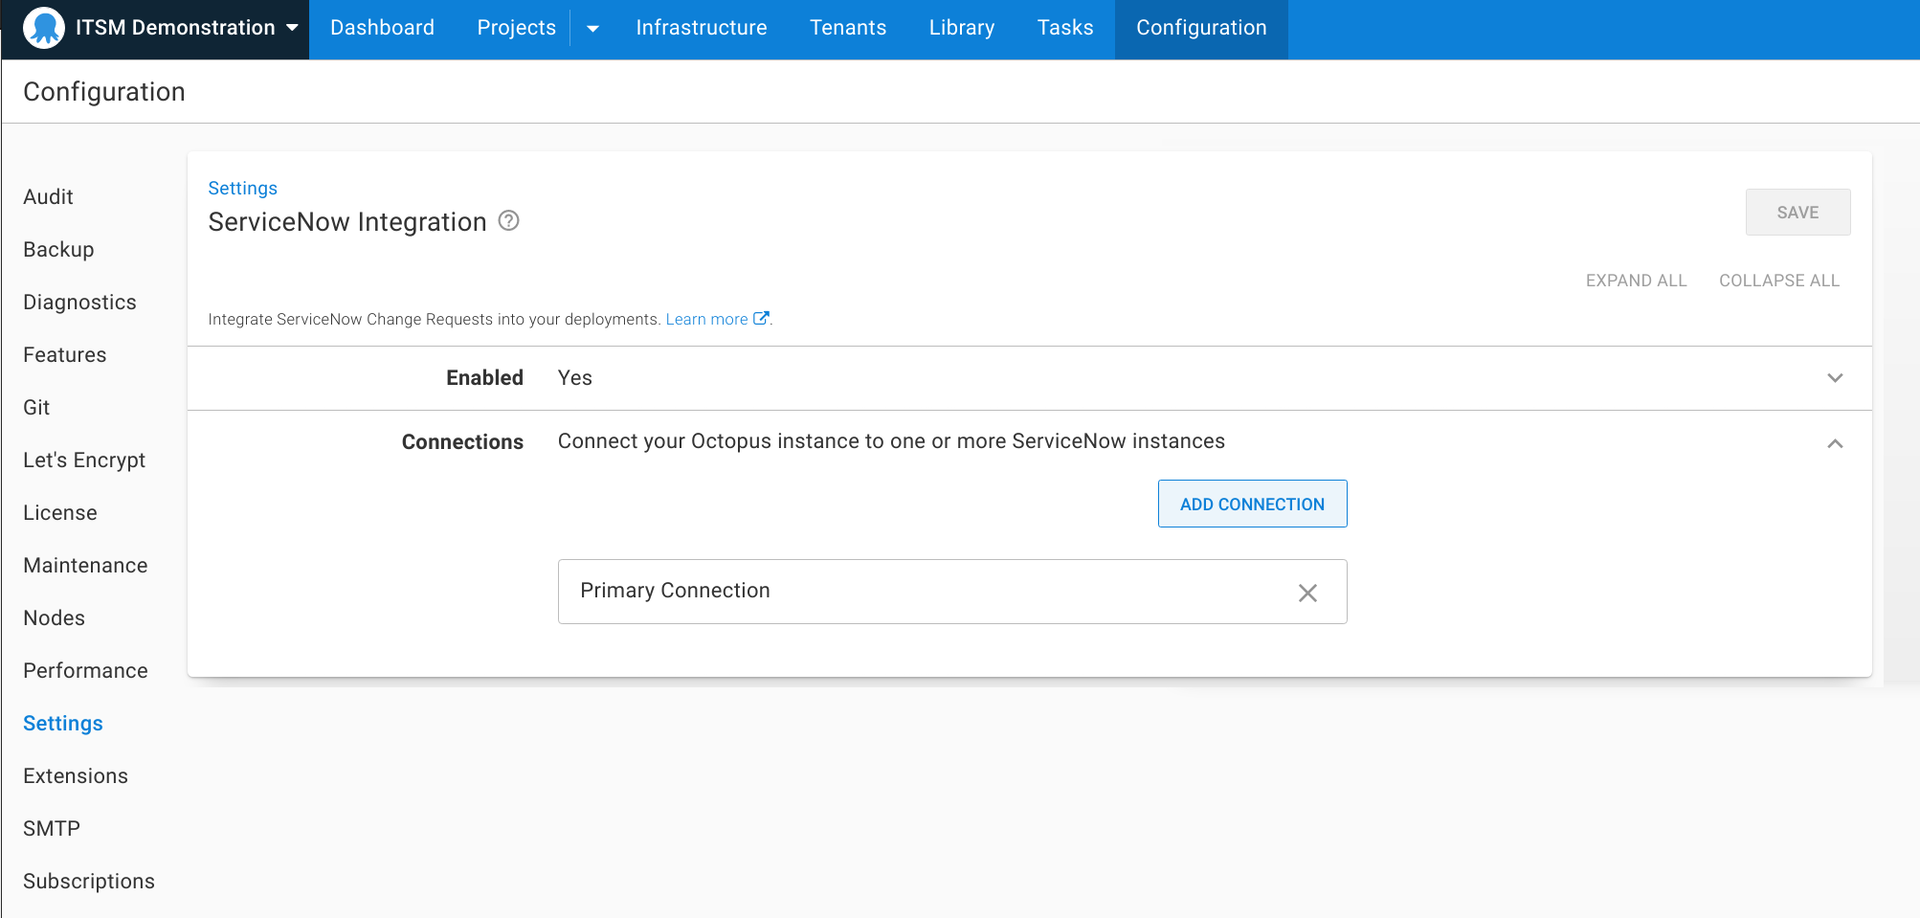 ITSM Demonstration
Dashboard Projects Infrastructure Tenants Library Tasks Configuration
Configuration
Audit
Backup
Diagnostics
Features
Git
Let's Encrypt
License
Maintenance
Nodes
Performance
Settings
Extensions
SMTP
Subscriptions
Settings
ServiceNow Integration ?
SAVE
EXPAND ALL COLLAPSE ALL
Integrate ServiceNow Change Requests into your deployments. Learn more .
Enabled Yes
Connections Connect your Octopus instance to one or more ServiceNow instances
ADD CONNECTION
Primary Connection